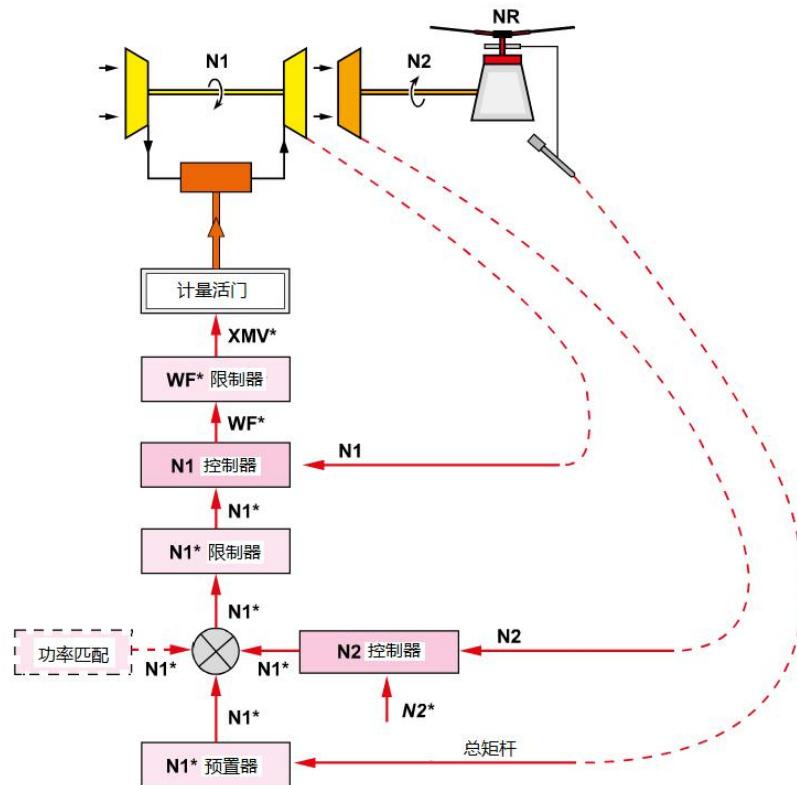 NR
N1
N2
计量活门
XMV*
WF* 限制器
WF*
N1 控制器
N1
N1*
N1* 限制器
N1*
功率匹配
N1*
N1*
N2 控制器
N2
N1*
N2*
N1* 预置器
总矩杆